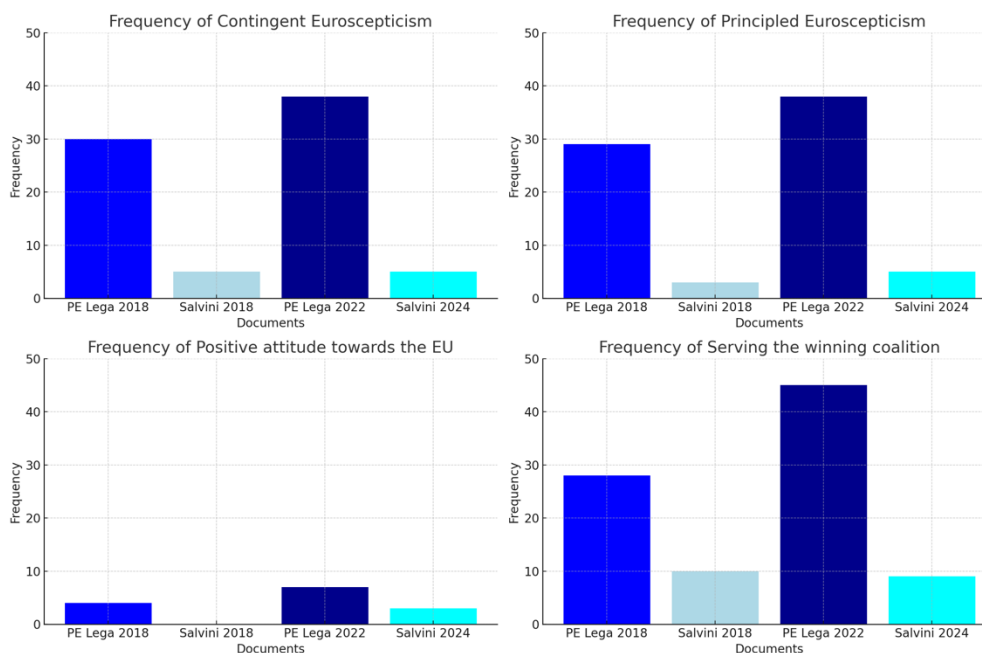 Frequency of Contingent Euroscepticism
50
40
30
20
10
0
Frequency
PE Lega 2018 Salvini 2018 PE Lega 2022 Salvini 2024
Documents
Frequency of Principled Euroscepticism
50
40
30
20
10
0
Frequency
PE Lega 2018 Salvini 2018 PE Lega 2022 Salvini 2024
Documents
Frequency of Positive attitude towards the EU
50
40
30
20
10
0
Frequency
PE Lega 2018 Salvini 2018 PE Lega 2022 Salvini 2024
Documents
Frequency of Serving the winning coalition
50
40
30
20
10
0
Frequency
PE Lega 2018 Salvini 2018 PE Lega 2022 Salvini 2024
Documents